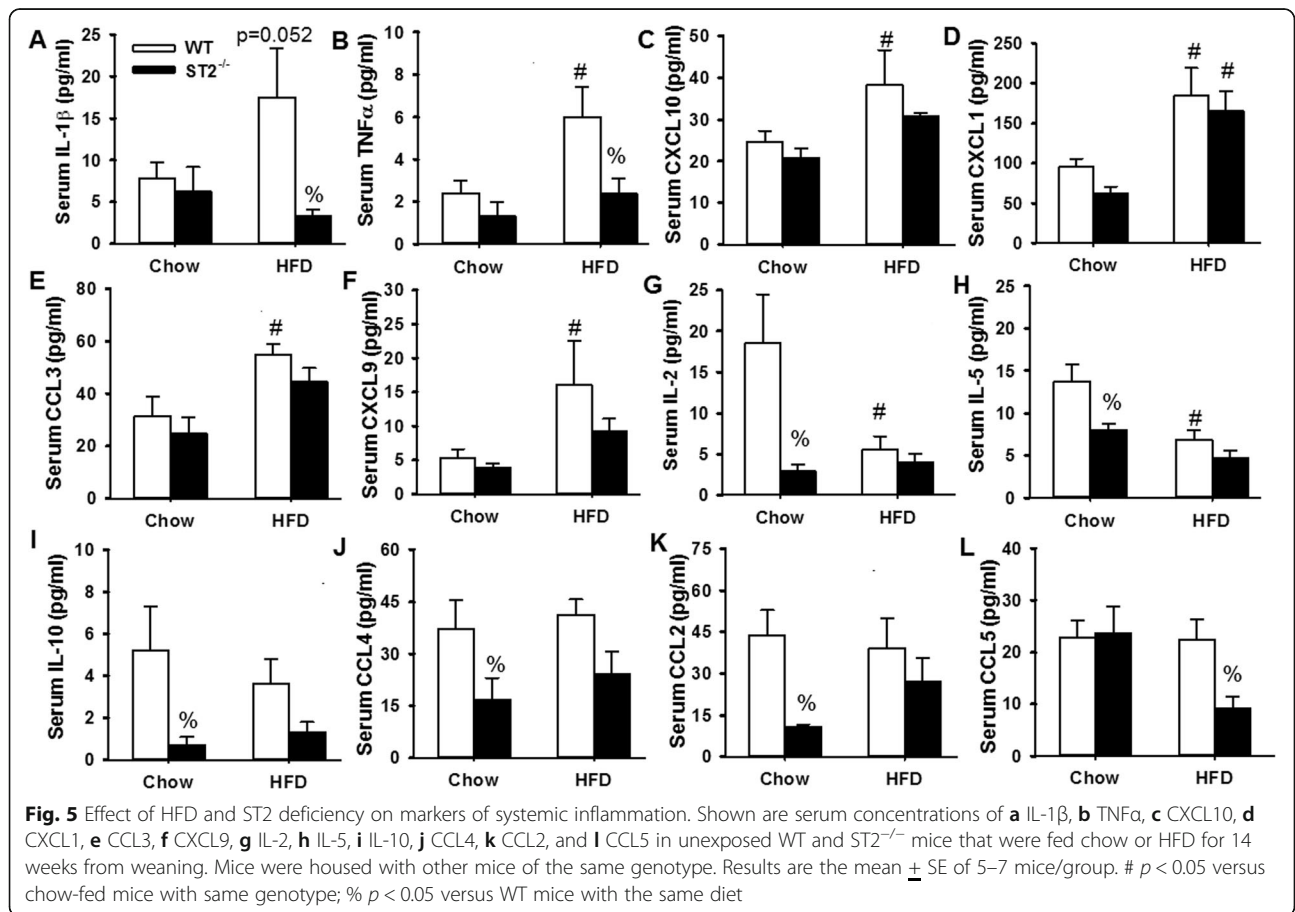 A
WT
ST2-/-
p=0.052
Serum IL-1β (pg/ml)
25
20
15
10
5
0
%
Chow
HFD
B
Serum TNFα (pg/ml)
10
8
6
4
2
0
#
%
Chow
HFD
C
Serum CXCL10 (pg/ml)
50
40
30
20
10
0
#
Chow
HFD
D
Serum CXCL1 (pg/ml)
250
200
150
100
50
0
# #
Chow
HFD
E
Serum CCL3 (pg/ml)
80
60
40
20
0
#
Chow
HFD
F
Serum CXCL9 (pg/ml)
30
25
20
15
10
5
0
#
Chow
HFD
G
Serum IL-2 (pg/ml)
25
20
15
10
5
0
%
#
Chow
HFD
H
Serum IL-5 (pg/ml)
25
20
15
10
5
0
%
#
Chow
HFD
I
Serum IL-10 (pg/ml)
10
8
6
4
2
0
%
Chow
HFD
J
Serum CCL4 (pg/ml)
60
45
30
15
0
%
Chow
HFD
K
Serum CCL2 (pg/ml)
75
60
45
30
15
0
%
Chow
HFD
L
Serum CCL5 (pg/ml)
40
30
20
10
0
%
Chow
HFD
Fig. 5 Effect of HFD and ST2 deficiency on markers of systemic inflammation. Shown are serum concentrations of a IL-1β, b TNFα, c CXCL10, d
CXCL1, e CCL3, f CXCL9, g IL-2, h IL-5, i IL-10, j CCL4, k CCL2, and l CCL5 in unexposed WT and ST2−/− mice that were fed chow or HFD for 14
weeks from weaning. Mice were housed with other mice of the same genotype. Results are the mean ± SE of 5–7 mice/group. # p < 0.05 versus
chow-fed mice with same genotype; % p < 0.05 versus WT mice with the same diet